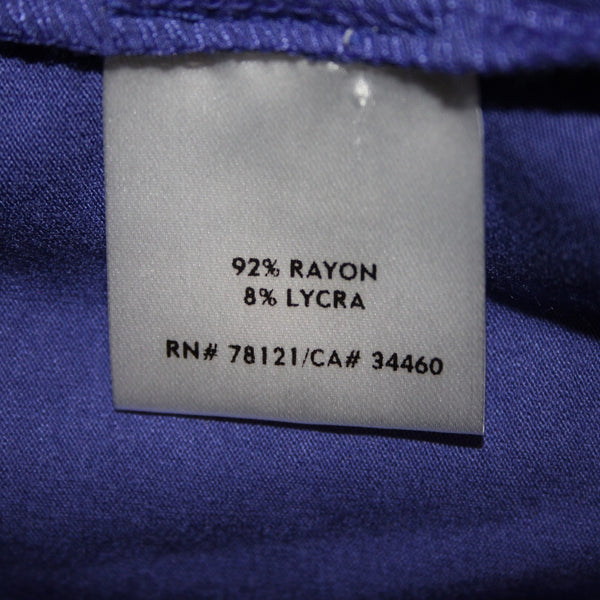 92% RAYON
8% LYCRA
RN# 78121/CA# 34460